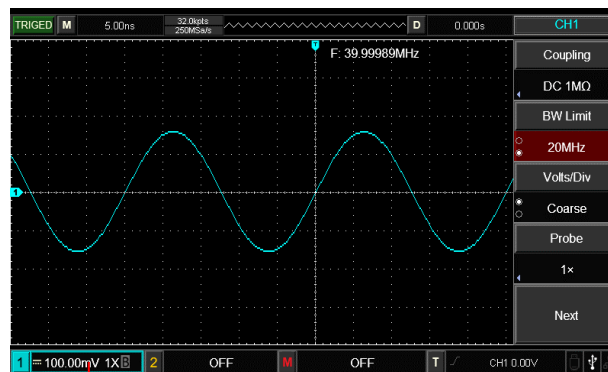 TRIGED M 5.00ns 32.0kpts D 0.000s CH1
250MSa/s
T
F: 39.99989MHz
Coupling
DC 1MΩ
BW Limit
20MHz
Volts/Div
1
Coarse
Probe
1×
Next
1 100.00mV 1X B 2 OFF M OFF T CH1 0.00V